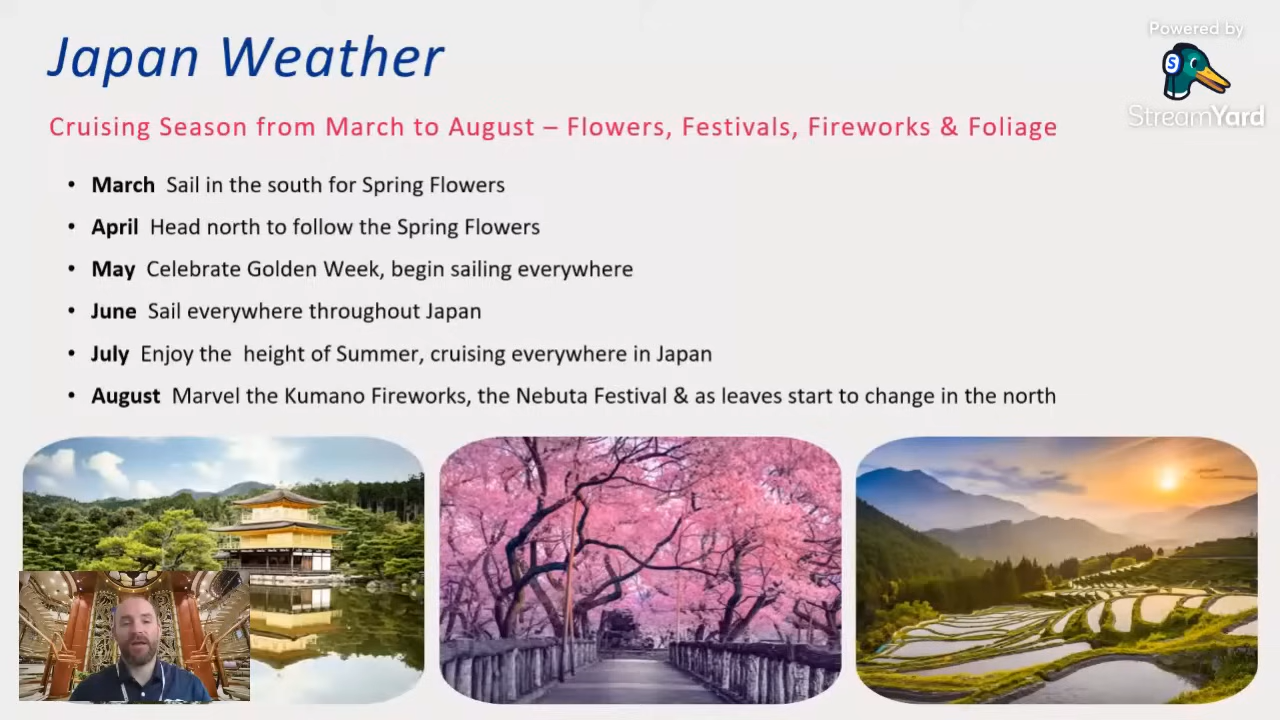 Japan Weather
Powered by
S
StreamYard
Cruising Season from March to August – Flowers, Festivals, Fireworks & Foliage
• March Sail in the south for Spring Flowers
• April Head north to follow the Spring Flowers
• May Celebrate Golden Week, begin sailing everywhere
• June Sail everywhere throughout Japan
• July Enjoy the height of Summer, cruising everywhere in Japan
• August Marvel the Kumano Fireworks, the Nebuta Festival & as leaves start to change in the north